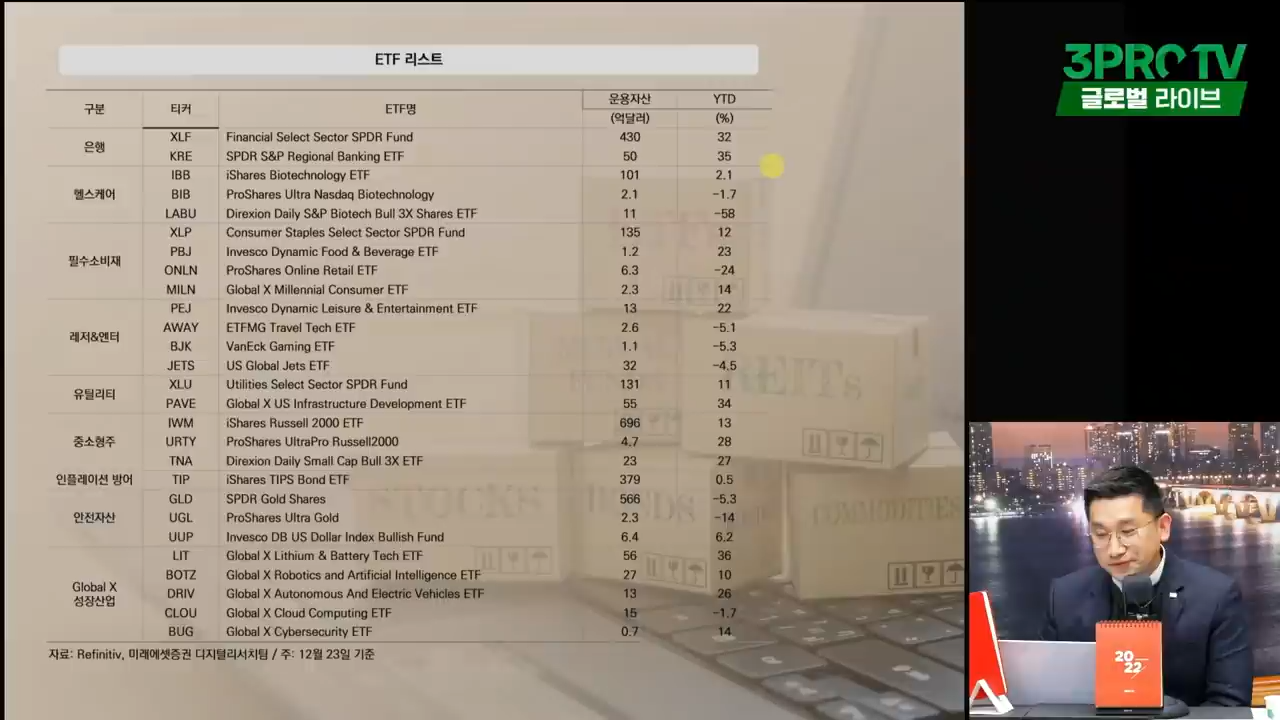 3PROTV
글로벌 라이브
ETF 리스트
구분 티커 ETF명 운용자산 (억달러) YTD (%)
은행
XLF Financial Select Sector SPDR Fund 430 32
KRE SPDR S&P Regional Banking ETF 50 35
헬스케어
IBB iShares Biotechnology ETF 101 2.1
BIB ProShares Ultra Nasdaq Biotechnology 2.1 -1.7
LABU Direxion Daily S&P Biotech Bull 3X Shares ETF 11 -58
필수소비재
XLP Consumer Staples Select Sector SPDR Fund 135 12
PBJ Invesco Dynamic Food & Beverage ETF 1.2 23
ONLN ProShares Online Retail ETF 6.3 -24
MILN Global X Millennial Consumer ETF 2.3 14
레저&엔터
PEJ Invesco Dynamic Leisure & Entertainment ETF 13 22
AWAY ETFMG Travel Tech ETF 2.6 -5.1
BJK VanEck Gaming ETF 1.1 -5.3
JETS US Global Jets ETF 32 -4.5
유틸리티
XLU Utilities Select Sector SPDR Fund 131 11
PAVE Global X US Infrastructure Development ETF 55 34
중소형주
IWM iShares Russell 2000 ETF 696 13
URTY ProShares UltraPro Russell2000 4.7 28
TNA Direxion Daily Small Cap Bull 3X ETF 23 27
인플레이션 방어
TIP iShares TIPS Bond ETF 379 0.5
안전자산
GLD SPDR Gold Shares 566 -5.3
UGL ProShares Ultra Gold 2.3 -14
UUP Invesco DB US Dollar Index Bullish Fund 6.4 6.2
Global X
성장산업
LIT Global X Lithium & Battery Tech ETF 56 36
BOTZ Global X Robotics and Artificial Intelligence ETF 27 10
DRIV Global X Autonomous And Electric Vehicles ETF 13 26
CLOU Global X Cloud Computing ETF 15 -1.7
BUG Global X Cybersecurity ETF 0.7 14
자료: Refinitiv, 미래에셋증권 디지털리서치팀 / 주: 12월 23일 기준
REITs
STOCKS
BONDS
COMMODITIES
20
22